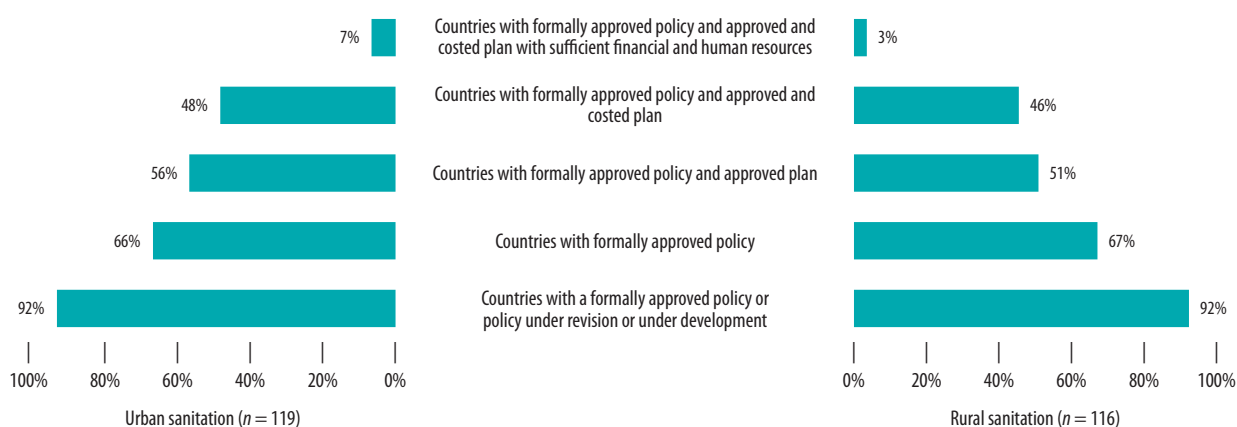 7%
Countries with formally approved policy and approved and
costed plan with sufficient financial and human resources
3%
48%
Countries with formally approved policy and approved and
costed plan
46%
56%
Countries with formally approved policy and approved plan
51%
66%
Countries with formally approved policy
67%
92%
Countries with a formally approved policy or
policy under revision or under development
92%
100% 80% 60% 40% 20% 0%
0% 20% 40% 60% 80% 100%
Urban sanitation (n = 119)
Rural sanitation (n = 116)